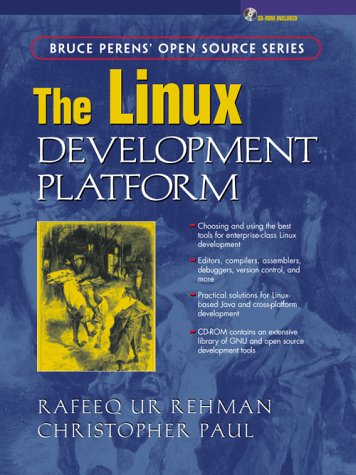 CD-ROM INCLUDED
BRUCE PERENS' OPEN SOURCE SERIES
The Linux
DEVELOPMENT
PLATFORM
Choosing and using the best
tools for enterprise-class Linux
development
Editors, compilers, assemblers,
debuggers, version control, and
more
Practical solutions for Linux-
based Java and cross-platform
development
CD-ROM contains an extensive
library of GNU and open source
development tools
RAFEEQ UR REHMAN
CHRISTOPHER PAUL